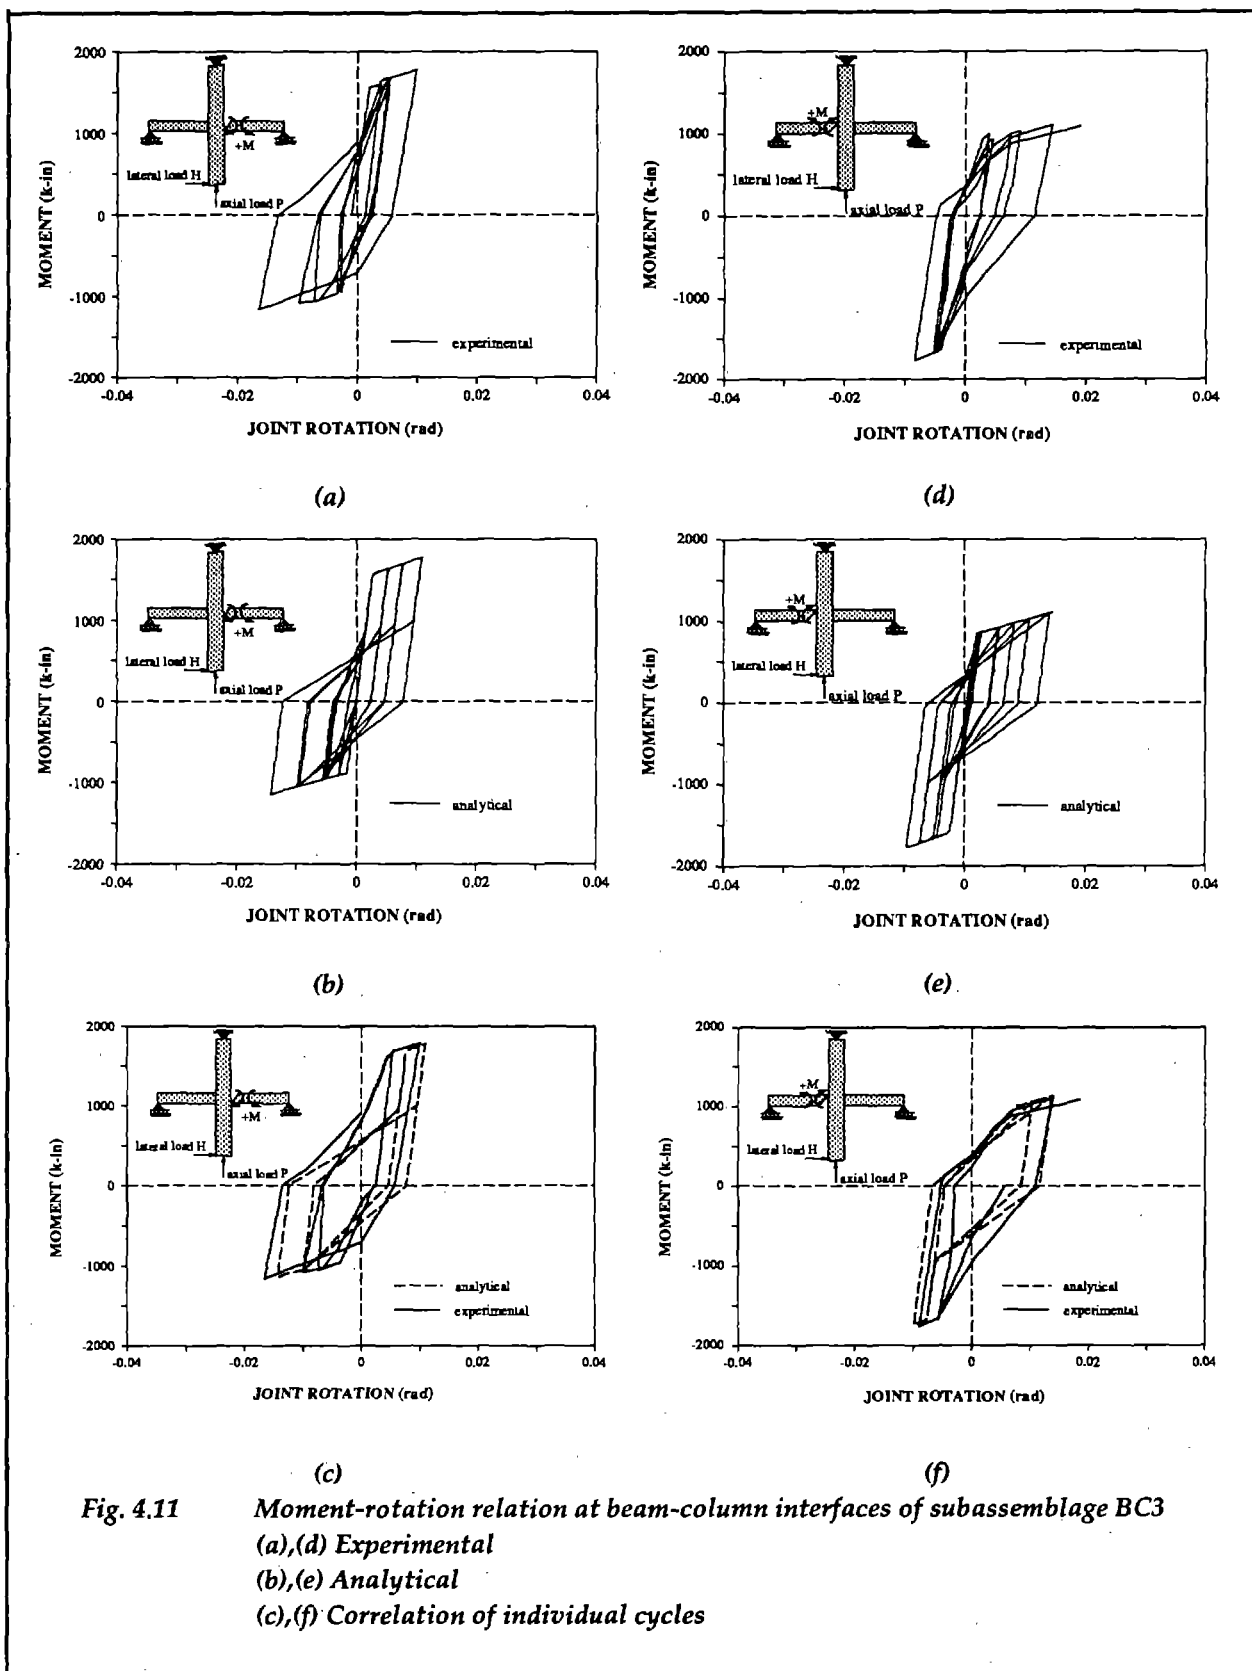 2000
1000
0
-1000
-2000
MOMENT (k-in)
+M
lateral load H
axial load P
experimental
-0.04
-0.02
0
0.02
0.04
JOINT ROTATION (rad)
(a)
2000
1000
0
-1000
-2000
MOMENT (k-in)
+M
lateral load H
axial load P
experimental
-0.04
-0.02
0
0.02
0.04
JOINT ROTATION (rad)
(d)
2000
1000
0
-1000
-2000
MOMENT (k-in)
+M
lateral load H
axial load P
analytical
-0.04
-0.02
0
0.02
0.04
JOINT ROTATION (rad)
(b)
2000
1000
0
-1000
-2000
MOMENT (k-in)
+M
lateral load H
axial load P
analytical
-0.04
-0.02
0
0.02
0.04
JOINT ROTATION (rad)
(e)
2000
1000
0
-1000
-2000
MOMENT (k-in)
+M
lateral load H
axial load P
analytical
experimental
-0.04
-0.02
0
0.02
0.04
JOINT ROTATION (rad)
(c)
2000
1000
0
-1000
-2000
MOMENT (k-in)
+M
lateral load H
axial load P
analytical
experimental
-0.04
-0.02
0
0.02
0.04
JOINT ROTATION (rad)
(f)
Fig. 4.11 Moment-rotation relation at beam-column interfaces of subassemblage BC3
(a),(d) Experimental
(b),(e) Analytical
(c),(f) Correlation of individual cycles